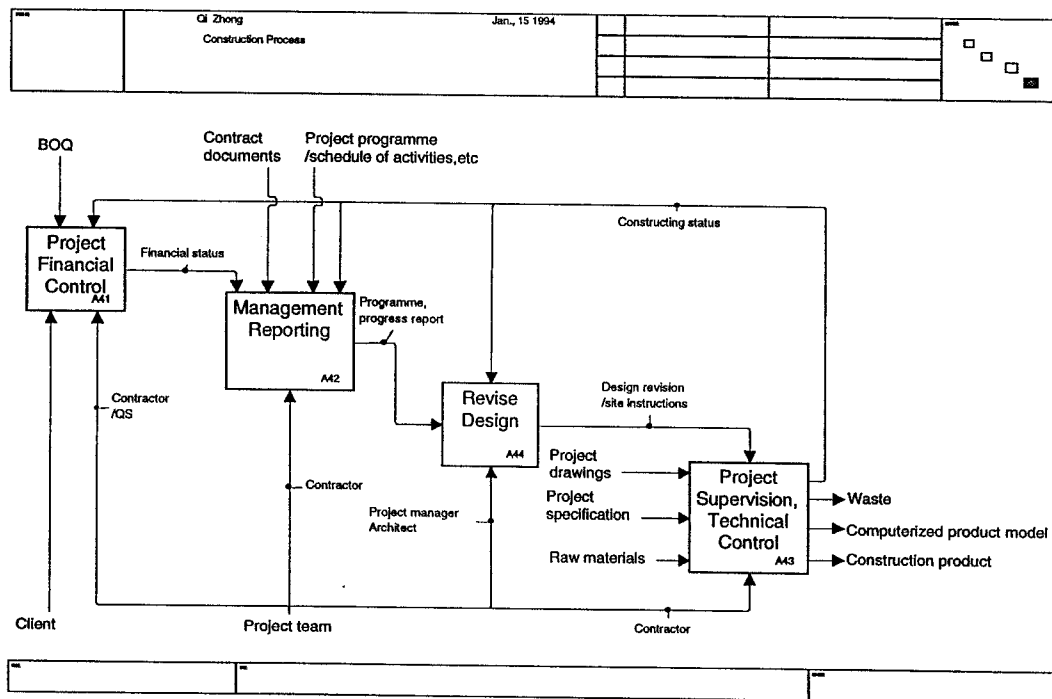 Qi Zhong
Jan., 15 1994
Construction Process
BOQ
Contract
documents
Project programme
/schedule of activities,etc
Constructing status
Project
Financial
Control
A41
Financial status
Management
Reporting
A42
Programme,
progress report
Contractor
/QS
Revise
Design
A44
Design revision
/site instructions
Contractor
Project manager
Architect
Project
drawings
Project
specification
Raw materials
Project
Supervision,
Technical
Control
A43
Waste
Computerized product model
Construction product
Client
Project team
Contractor